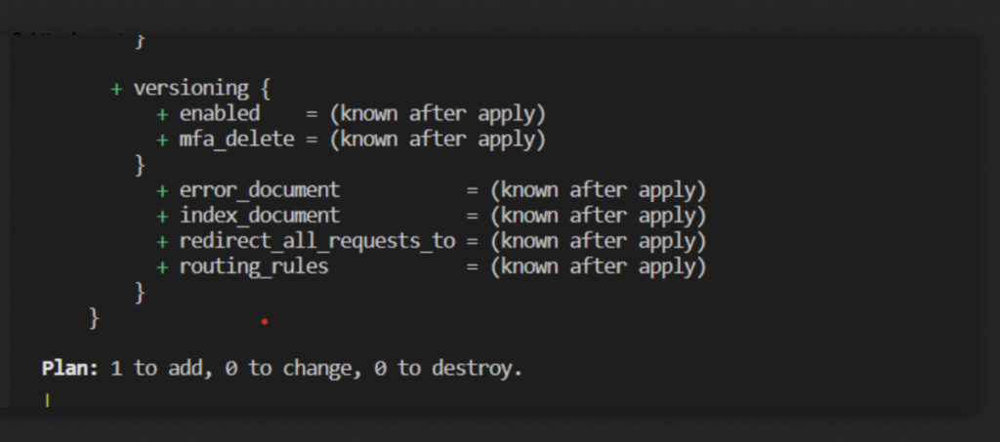 }
+ versioning {
+ enabled = (known after apply)
+ mfa_delete = (known after apply)
}
+ error_document = (known after apply)
+ index_document = (known after apply)
+ redirect_all_requests_to = (known after apply)
+ routing_rules = (known after apply)
}
}
Plan: 1 to add, 0 to change, 0 to destroy.